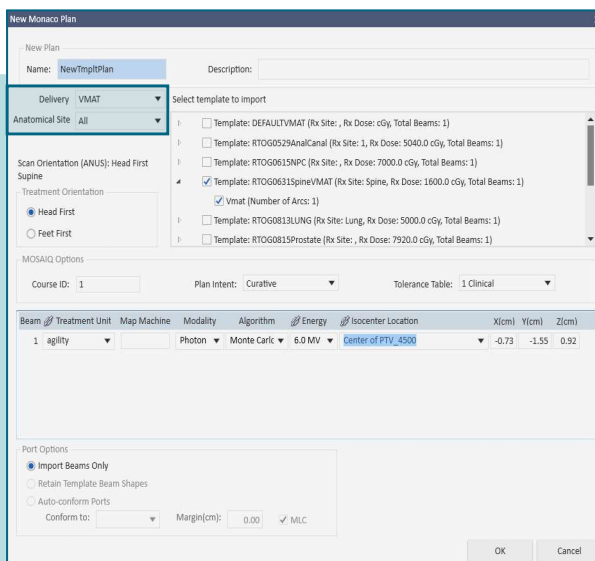 New Monaco Plan
New Plan
Name: NewTmpltPlan Description:
Delivery VMAT Select template to import
Anatomical Site All
Template: DEFAULTVMAT (Rx Site: , Rx Dose: cGy, Total Beams: 1)
Template: RTOG0529AnalCanal (Rx Site: 1, Rx Dose: 5040.0 cGy, Total Beams: 1)
Template: RTOG0615NPC (Rx Site: , Rx Dose: 7000.0 cGy, Total Beams: 1)
Template: RTOG0631SpineVMAT (Rx Site: Spine, Rx Dose: 1600.0 cGy, Total Beams: 1)
Vmat (Number of Arcs: 1)
Template: RTOG0813LUNG (Rx Site: Lung, Rx Dose: 5000.0 cGy, Total Beams: 1)
Template: RTOG0815Prostate (Rx Site: , Rx Dose: 7920.0 cGy, Total Beams: 1)
Scan Orientation (ANUS): Head First
Supine
Treatment Orientation
Head First
Feet First
MOSAIQ Options
Course ID: 1 Plan Intent: Curative Tolerance Table: 1 Clinical
Beam Treatment Unit Map Machine Modality Algorithm Energy Isocenter Location X(cm) Y(cm) Z(cm)
1 agility Photon Monte Carlc 6.0 MV Center of PTV_4500 -0.73 -1.55 0.92
Port Options
Import Beams Only
Retain Template Beam Shapes
Auto-conform Ports
Conform to: Margin(cm): 0.00 MLC
OK Cancel